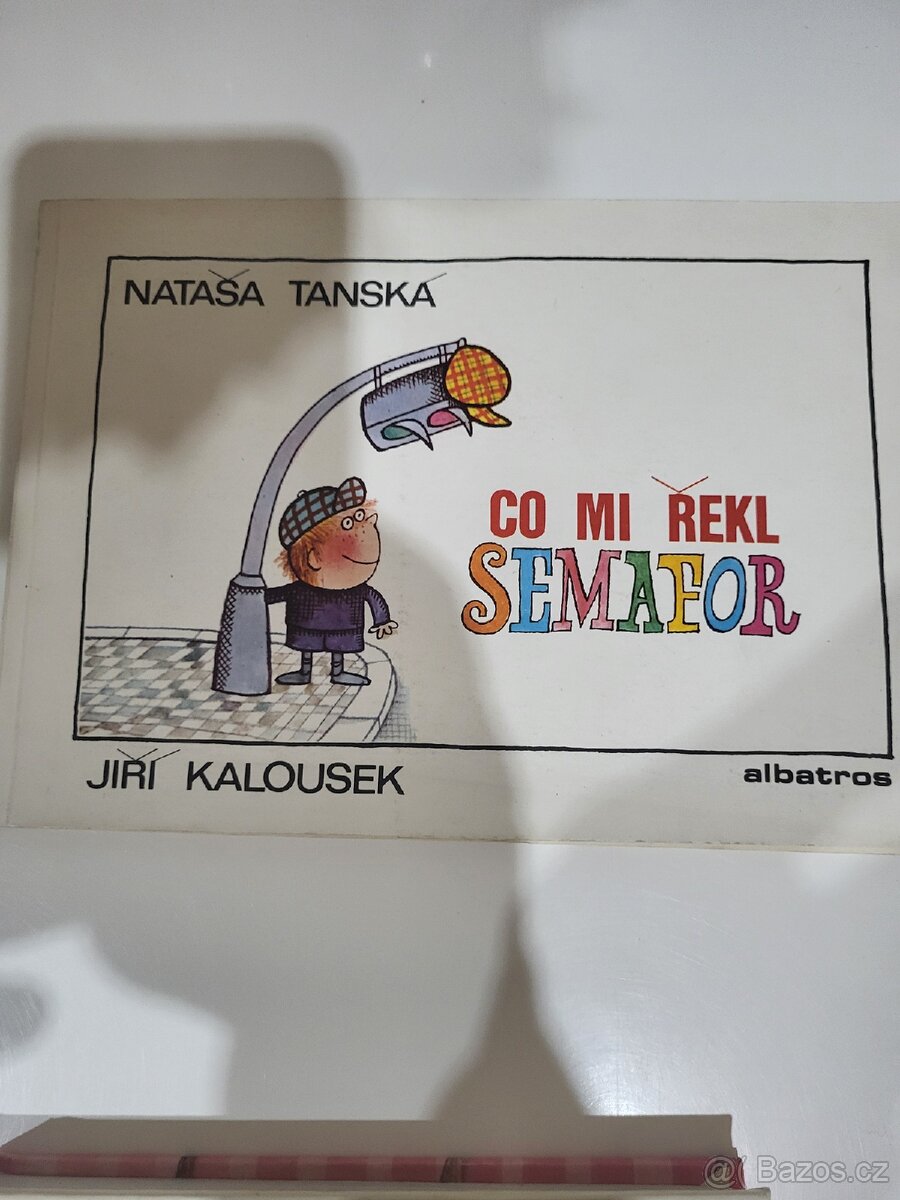 NATAŠA TANSKÁ
CO MI ŘEKL
SEMAFOR
JIŘÍ KALOUSEK
albatros
Bazos.cz